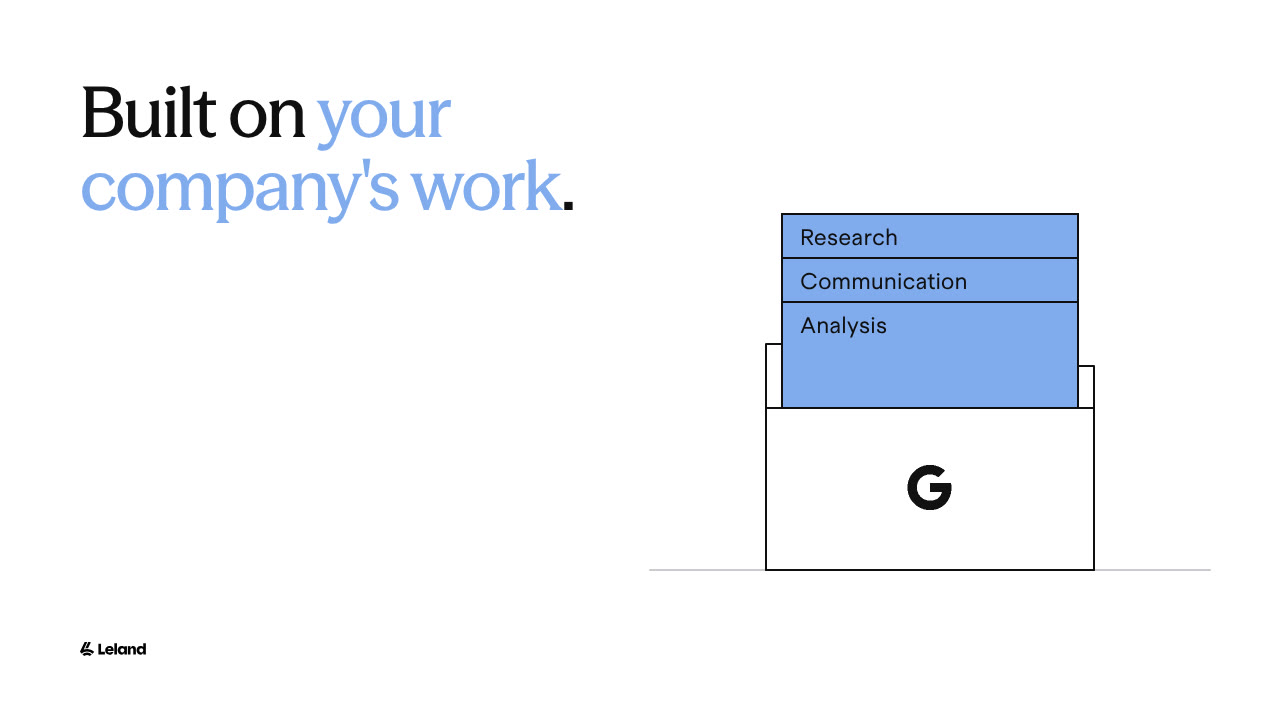 Built on your
company's work.
Research
Communication
Analysis
G
Leland